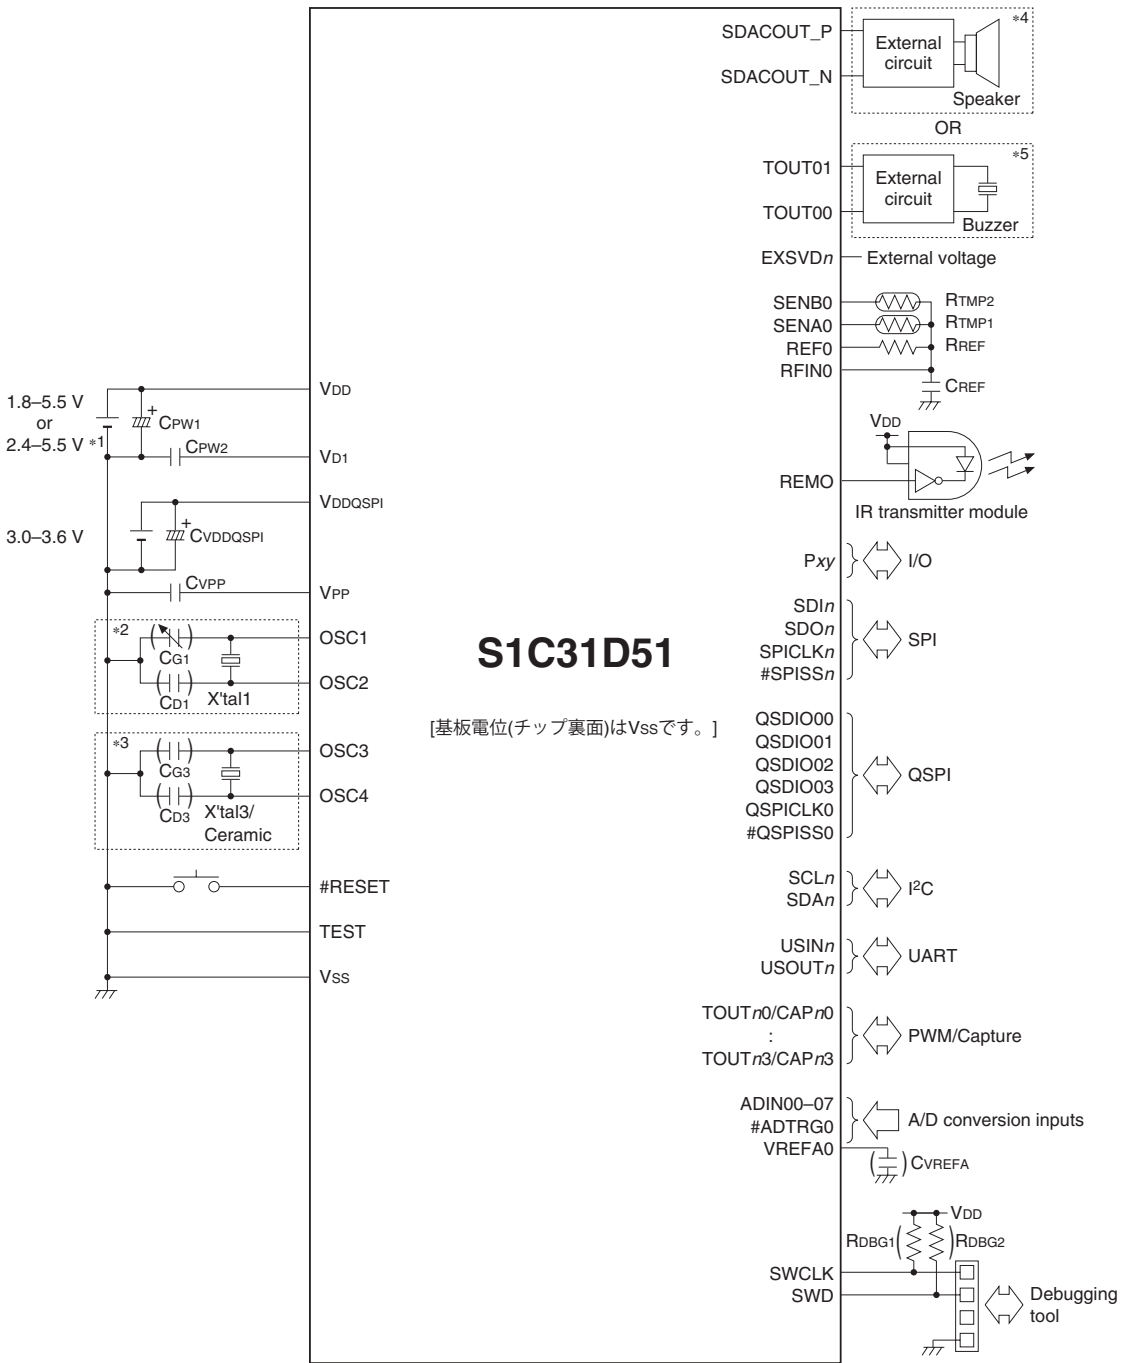 SDACOUT_P
SDACOUT_N
External
circuit
*4
Speaker
OR
TOUT01
TOUT00
External
circuit
*5
Buzzer
EXSVDn
External voltage
SENB0
RTMP2
SENA0
RTMP1
REF0
RREF
RFIN0
CREF
VDD
REMO
IR transmitter module
1.8–5.5 V
or
2.4–5.5 V *1
CPW1
CPW2
VDD
VD1
3.0–3.6 V
CVDDQSPI
VDDQSPI
CVPP
VPP
*2
CG1
CD1
X'tal1
OSC1
OSC2
*3
CG3
CD3
X'tal3/
Ceramic
OSC3
OSC4
#RESET
TEST
VSS
S1C31D51
[基板電位(チップ裏面)はVSSです。]
Pxy
I/O
SDIn
SDOn
SPICLKn
#SPISSn
SPI
QSDIO00
QSDIO01
QSDIO02
QSDIO03
QSPICLK0
#QSPISS0
QSPI
SCLn
SDAn
I²C
USINn
USOUTn
UART
TOUTn0/CAPn0
:
TOUTn3/CAPn3
PWM/Capture
ADIN00–07
#ADTRG0
A/D conversion inputs
VREFA0
CVREFA
VDD
RDBG1
RDBG2
SWCLK
SWD
Debugging
tool